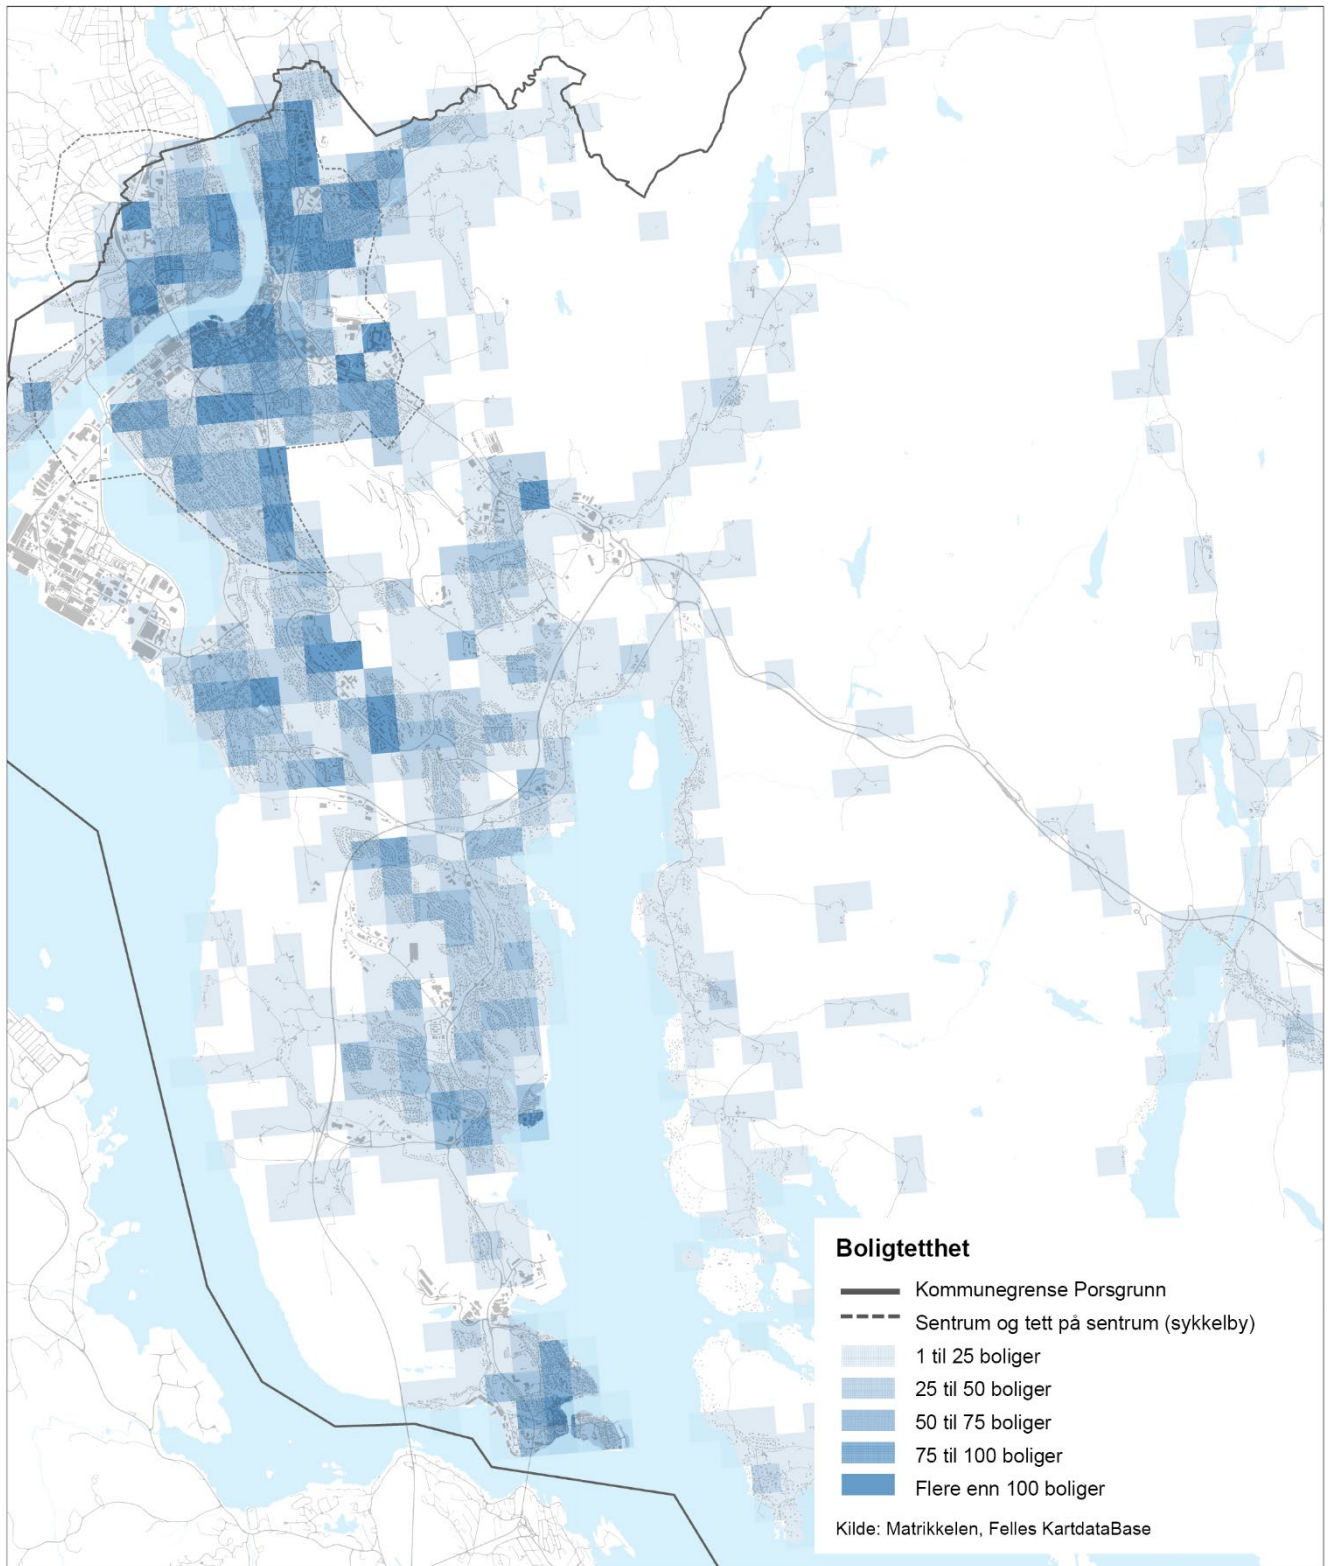 Boligtetthet
Kommunegrense Porsgrunn
Sentrum og tett på sentrum (sykkelby)
1 til 25 boliger
25 til 50 boliger
50 til 75 boliger
75 til 100 boliger
Flere enn 100 boliger
Kilde: Matrikkelen, Felles KartdataBase